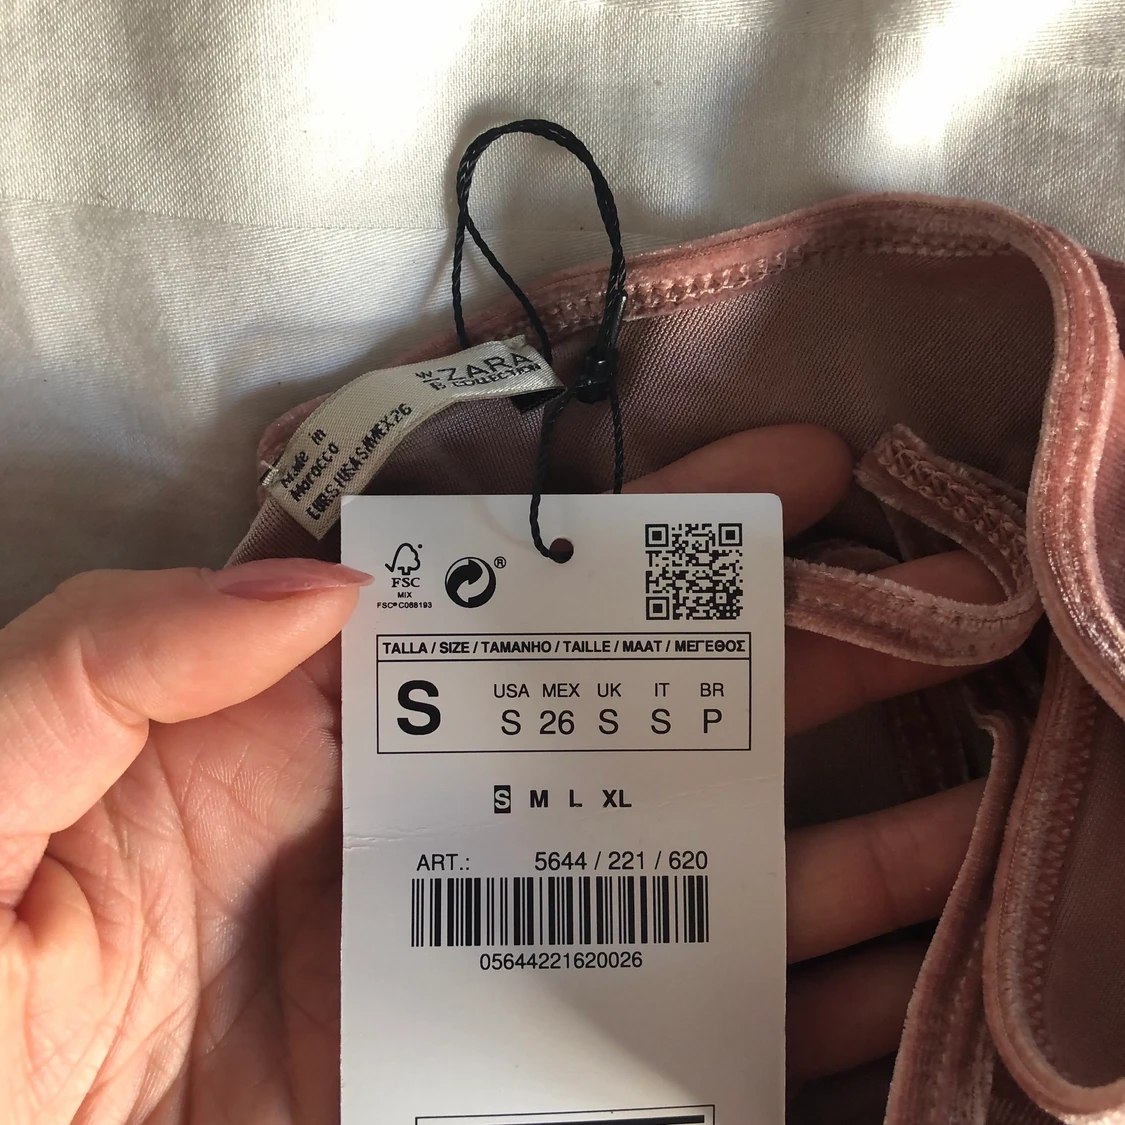 W ZARA
B COLLECTION
Made in
Morocco
EUR S USA S MEX 26
FSC
MIX
FSC® C068193
®
TALLA / SIZE / TAMANHO / TAILLE / MAAT / ΜΕΓΕΘΟΣ
S
USA MEX UK IT BR
S 26 S S P
S M L XL
ART.: 5644 / 221 / 620
05644221620026